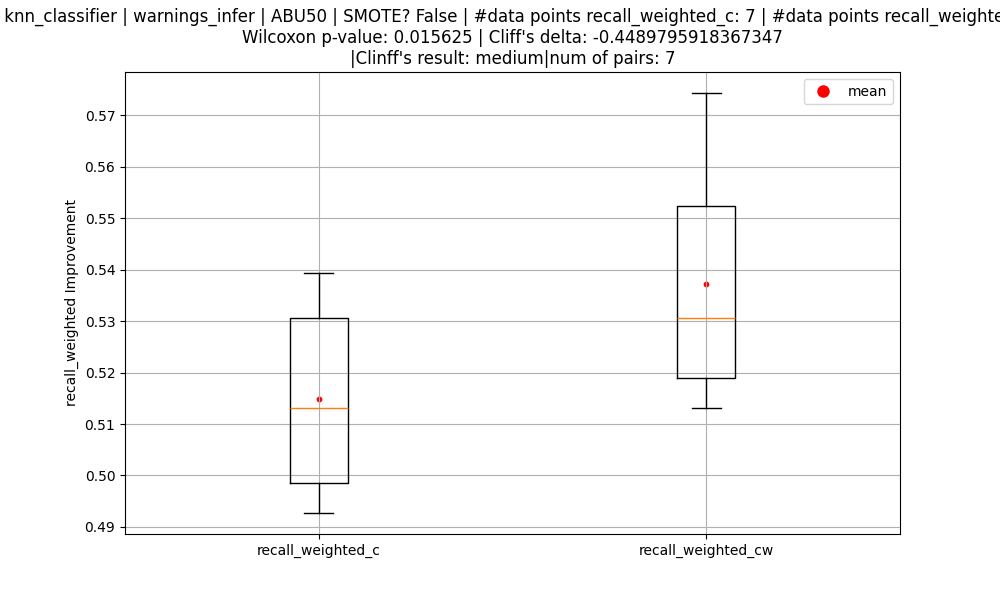 knn_classifier | warnings_infer | ABU50 | SMOTE? False | #data points recall_weighted_c: 7 | #data points
Wilcoxon p-value: 0.015625 | Cliff's delta: -0.4489795918367347
|Clinff's result: medium|num of pairs: 7
mean
0.57
0.56
0.55
0.54
0.53
0.52
0.51
0.50
0.49
recall_weighted Improvement
recall_weighted_c
recall_weighted_cw